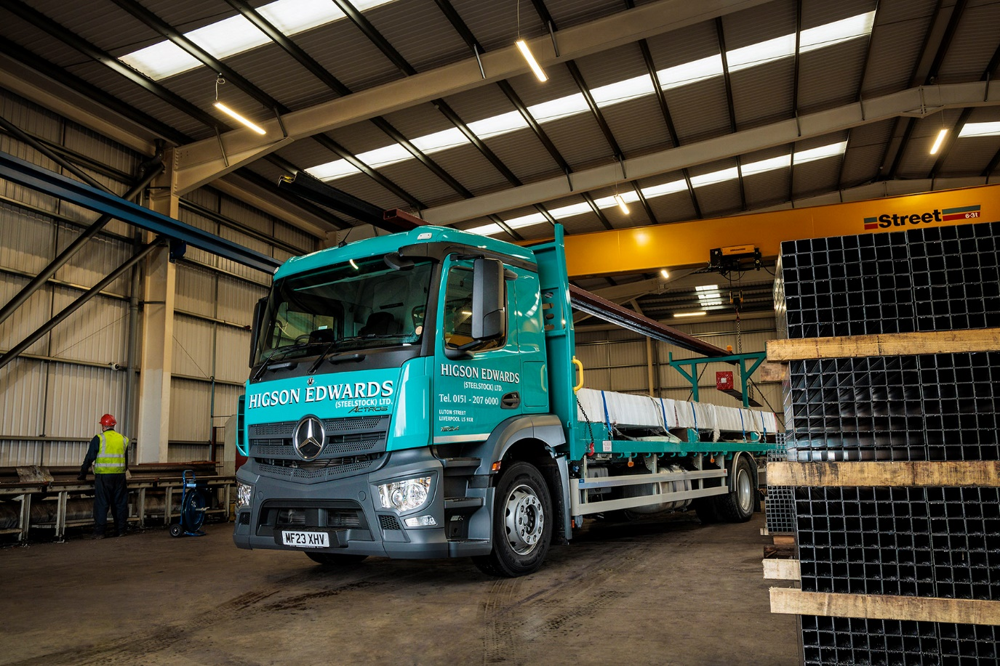 Street
6·3t
HIGSON EDWARDS
(STEELSTOCK) LTD.
ACTROS
HIGSON EDWARDS
(STEELSTOCK) LTD.
Tel. 0151 - 207 6000
LUTON STREET
LIVERPOOL L5 9XR
MF23 XHV